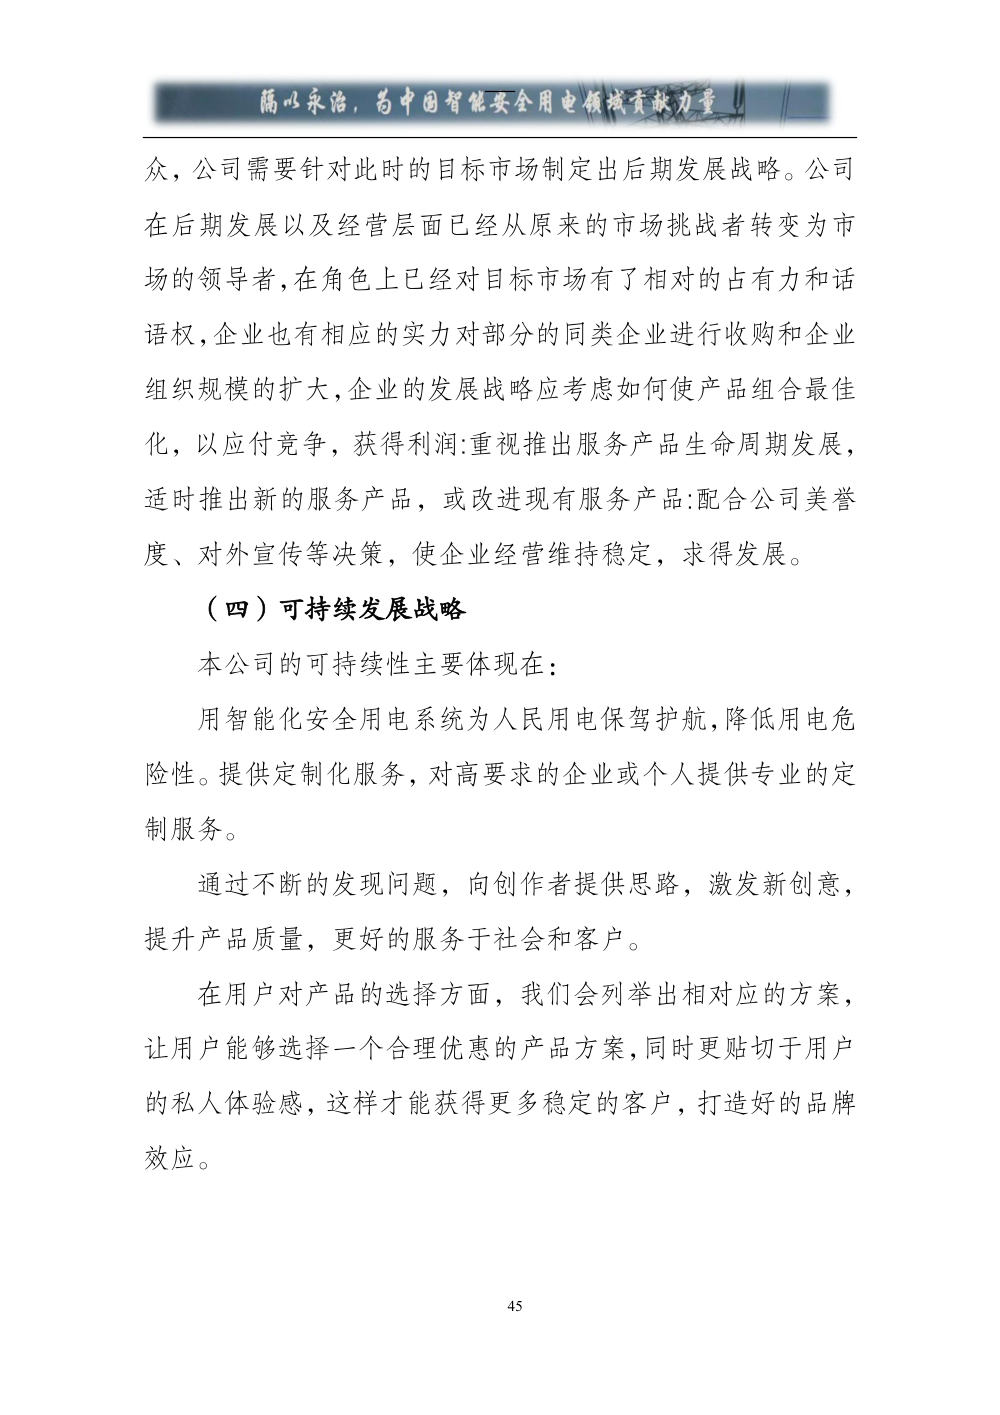 隔以永治，为中国智能安全用电领域贡献力量
众，公司需要针对此时的目标市场制定出后期发展战略。公司
在后期发展以及经营层面已经从原来的市场挑战者转变为市
场的领导者,在角色上已经对目标市场有了相对的占有力和话
语权,企业也有相应的实力对部分的同类企业进行收购和企业
组织规模的扩大,企业的发展战略应考虑如何使产品组合最佳
化，以应付竞争，获得利润:重视推出服务产品生命周期发展，
适时推出新的服务产品，或改进现有服务产品:配合公司美誉
度、对外宣传等决策，使企业经营维持稳定，求得发展。
（四）可持续发展战略
本公司的可持续性主要体现在：
用智能化安全用电系统为人民用电保驾护航,降低用电危
险性。提供定制化服务，对高要求的企业或个人提供专业的定
制服务。
通过不断的发现问题，向创作者提供思路，激发新创意，
提升产品质量，更好的服务于社会和客户。
在用户对产品的选择方面，我们会列举出相对应的方案，
让用户能够选择一个合理优惠的产品方案,同时更贴切于用户
的私人体验感，这样才能获得更多稳定的客户，打造好的品牌
效应。
45